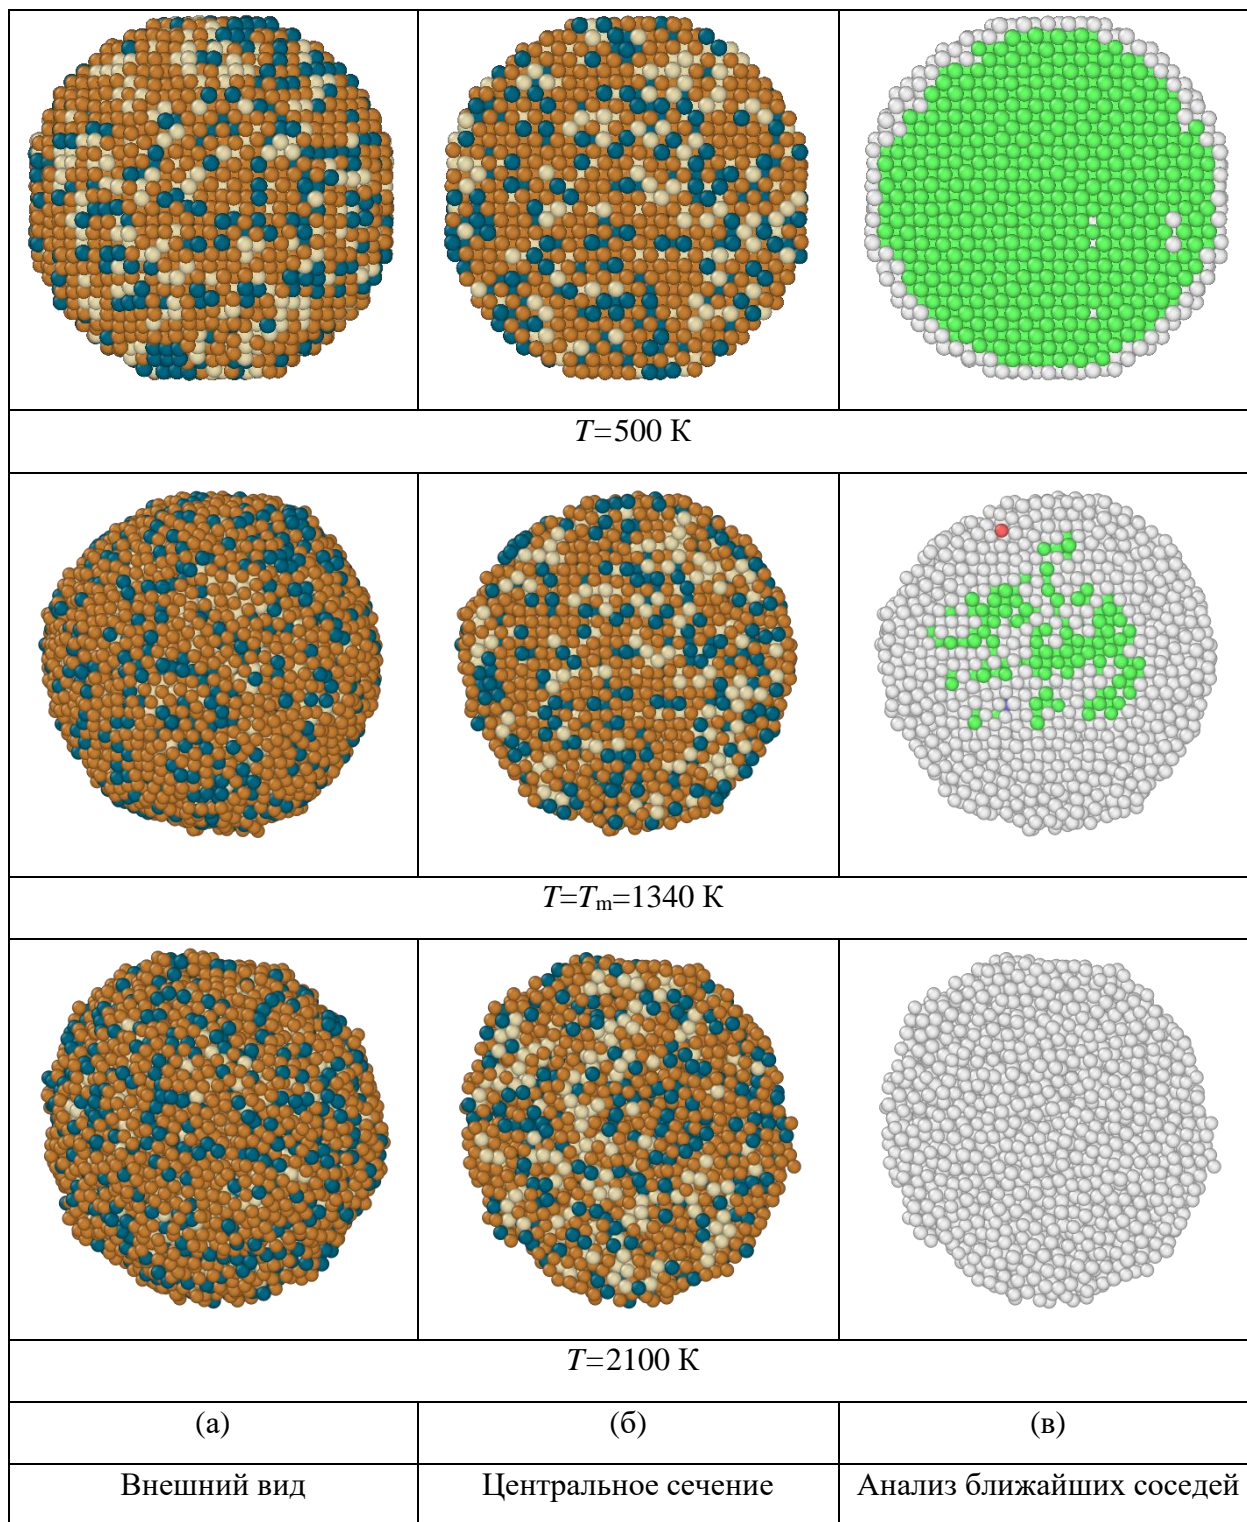 T=500 К
T=Tm=1340 К
T=2100 К
(а) (б) (в)
Внешний вид Центральное сечение Анализ ближайших соседей